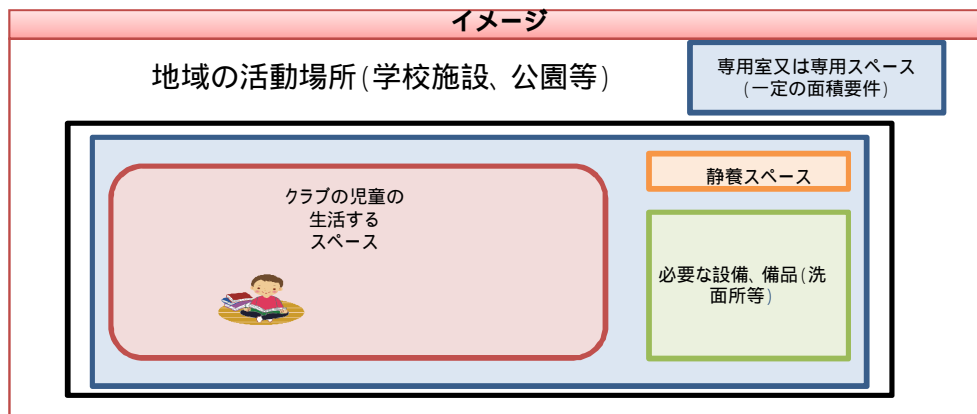 イメージ
地域の活動場所(学校施設、公園等)
専用室又は専用スペース
(一定の面積要件)
クラブの児童の
生活する
スペース
静養スペース
必要な設備、備品(洗
面所等)